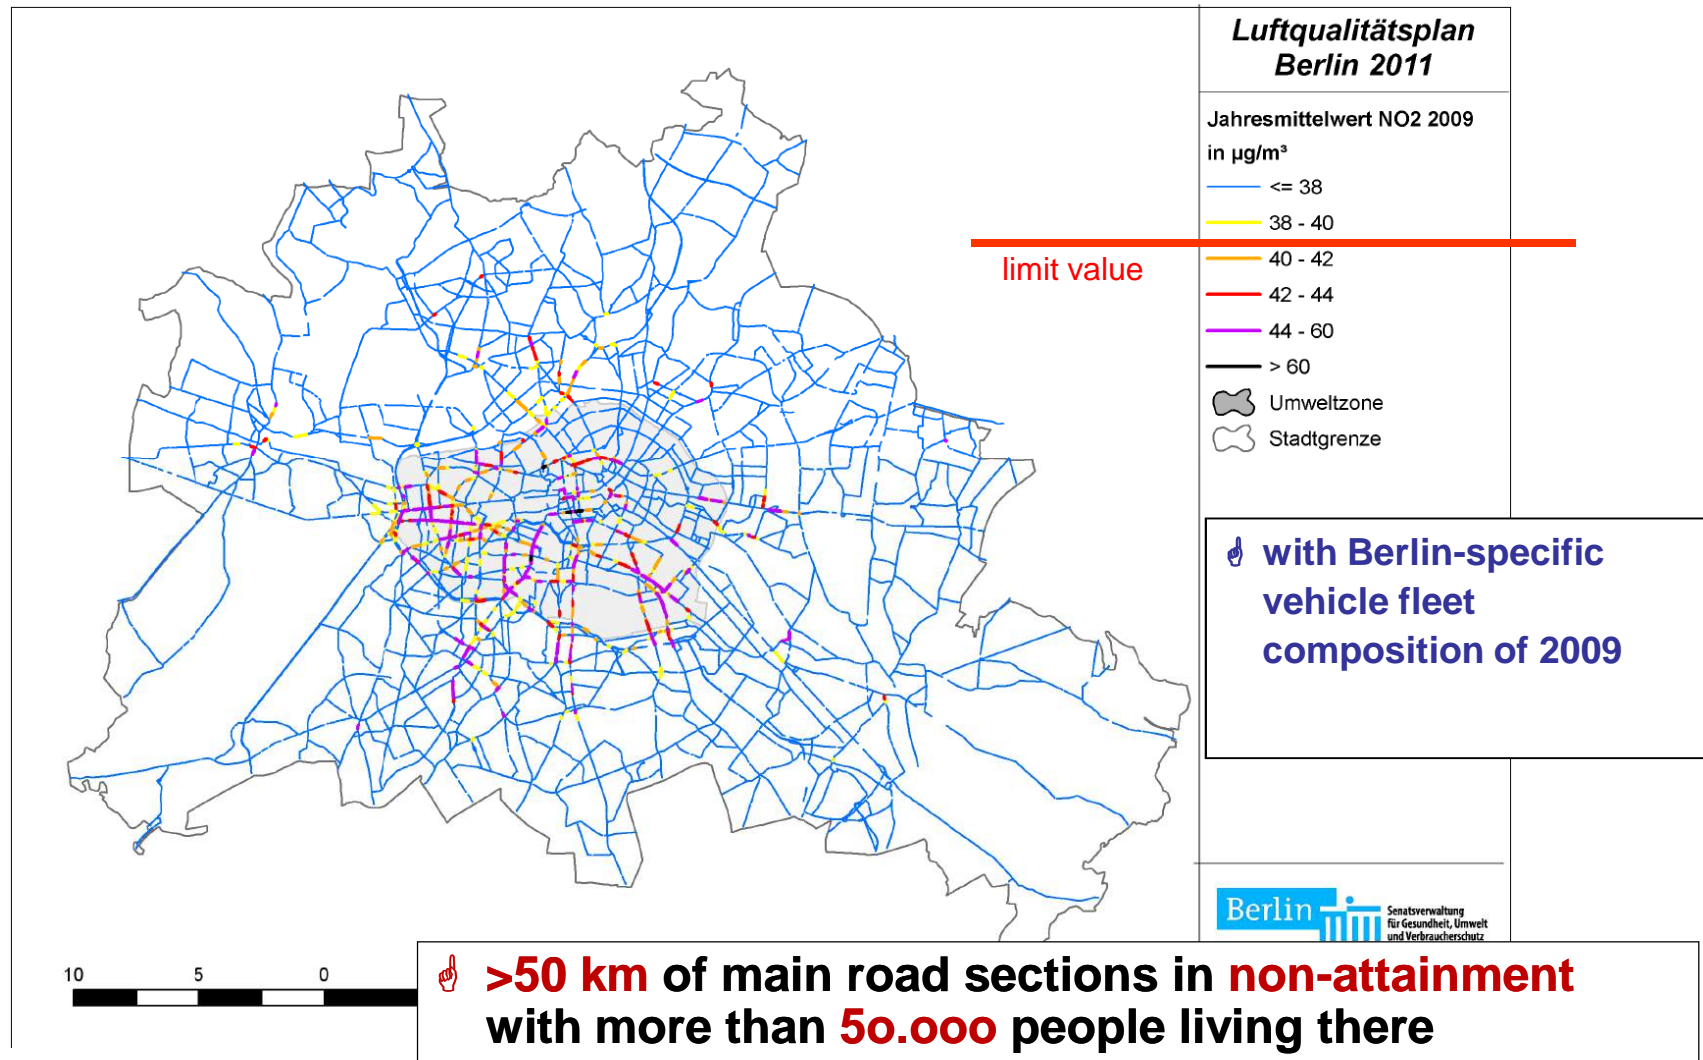 Luftqualitätsplan
Berlin 2011
Jahresmittelwert NO2 2009
in µg/m³
<= 38
38 - 40
limit value
40 - 42
42 - 44
44 - 60
> 60
Umweltzone
Stadtgrenze
with Berlin-specific
vehicle fleet
composition of 2009
Berlin
Senatsverwaltung
für Gesundheit, Umwelt
und Verbraucherschutz
10 5 0
>50 km of main road sections in non-attainment
with more than 5o.ooo people living there